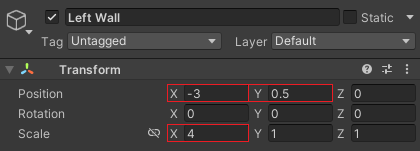 Left Wall Static
Tag Untagged Layer Default
Transform
Position X -3 Y 0.5 Z 0
Rotation X 0 Y 0 Z 0
Scale X 4 Y 1 Z 1